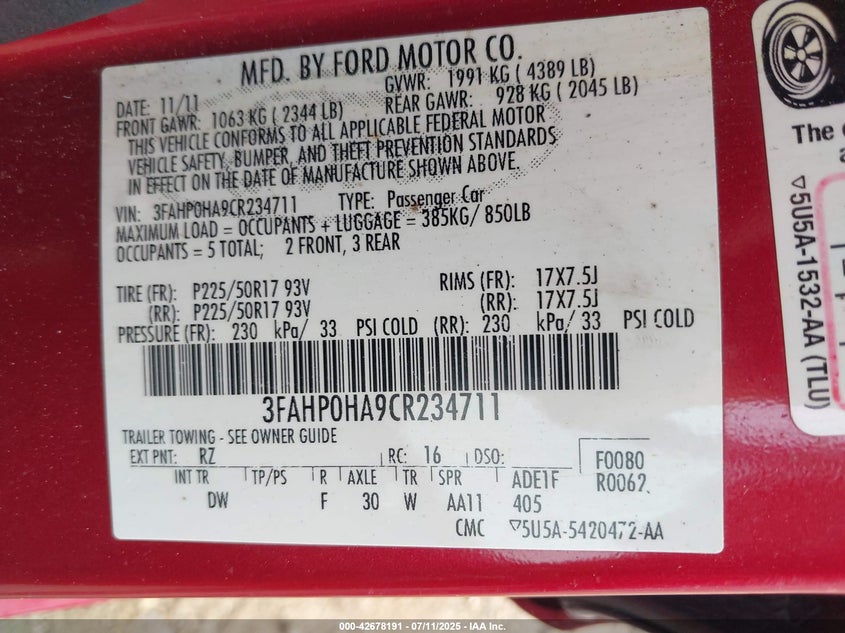 MFD. BY FORD MOTOR CO.
DATE: 11/11 GVWR: 1991 KG ( 4389 LB)
FRONT GAWR: 1063 KG ( 2344 LB) REAR GAWR: 928 KG ( 2045 LB)
THIS VEHICLE CONFORMS TO ALL APPLICABLE FEDERAL MOTOR
VEHICLE SAFETY, BUMPER, AND THEFT PREVENTION STANDARDS
IN EFFECT ON THE DATE OF MANUFACTURE SHOWN ABOVE.
VIN: 3FAHP0HA9CR234711 TYPE: Passenger Car
MAXIMUM LOAD = OCCUPANTS + LUGGAGE = 385KG/ 850LB
OCCUPANTS = 5 TOTAL; 2 FRONT, 3 REAR
TIRE (FR): P225/50R17 93V RIMS (FR): 17X7.5J
(RR): P225/50R17 93V (RR): 17X7.5J
PRESSURE (FR): 230 kPa/ 33 PSI COLD (RR): 230 kPa/ 33 PSI COLD
3FAHP0HA9CR234711
TRAILER TOWING - SEE OWNER GUIDE
EXT PNT: RZ RC: 16 DSO: F0080
INT TR TP/PS R AXLE TR SPR ADE1F R0062
DW F 30 W AA11 405
CMC ▽5U5A-5420472-AA
The
▽5U5A-1532-AA (TLU)
000-42678191 - 07/11/2025 - IAA Inc.